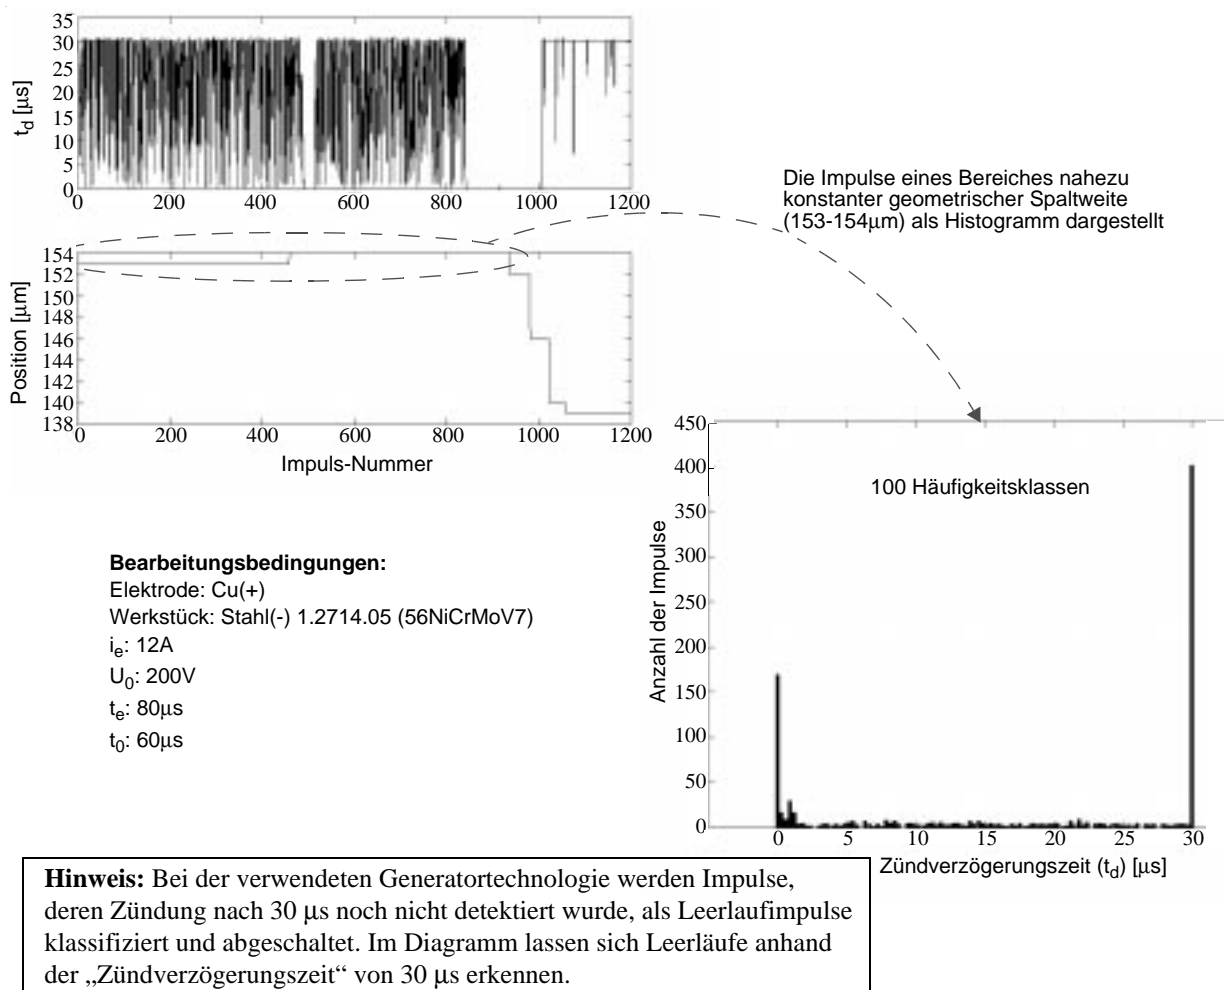 35
30
25
20
15
10
5
0
t_d [μs]
0 200 400 600 800 1000 1200
Die Impulse eines Bereiches nahezu
konstanter geometrischer Spaltweite
(153-154μm) als Histogramm dargestellt
154
152
150
148
146
144
142
140
138
Position [μm]
0 200 400 600 800 1000 1200
Impuls-Nummer
450
400
350
300
250
200
150
100
50
0
Anzahl der Impulse
100 Häufigkeitsklassen
0 5 10 15 20 25 30
Zündverzögerungszeit (t_d) [μs]
Bearbeitungsbedingungen:
Elektrode: Cu(+)
Werkstück: Stahl(-) 1.2714.05 (56NiCrMoV7)
i_e: 12A
U_0: 200V
t_e: 80μs
t_0: 60μs
Hinweis: Bei der verwendeten Generatortechnologie werden Impulse,
deren Zündung nach 30 μs noch nicht detektiert wurde, als Leerlaufimpulse
klassifiziert und abgeschaltet. Im Diagramm lassen sich Leerläufe anhand
der „Zündverzögerungszeit“ von 30 μs erkennen.